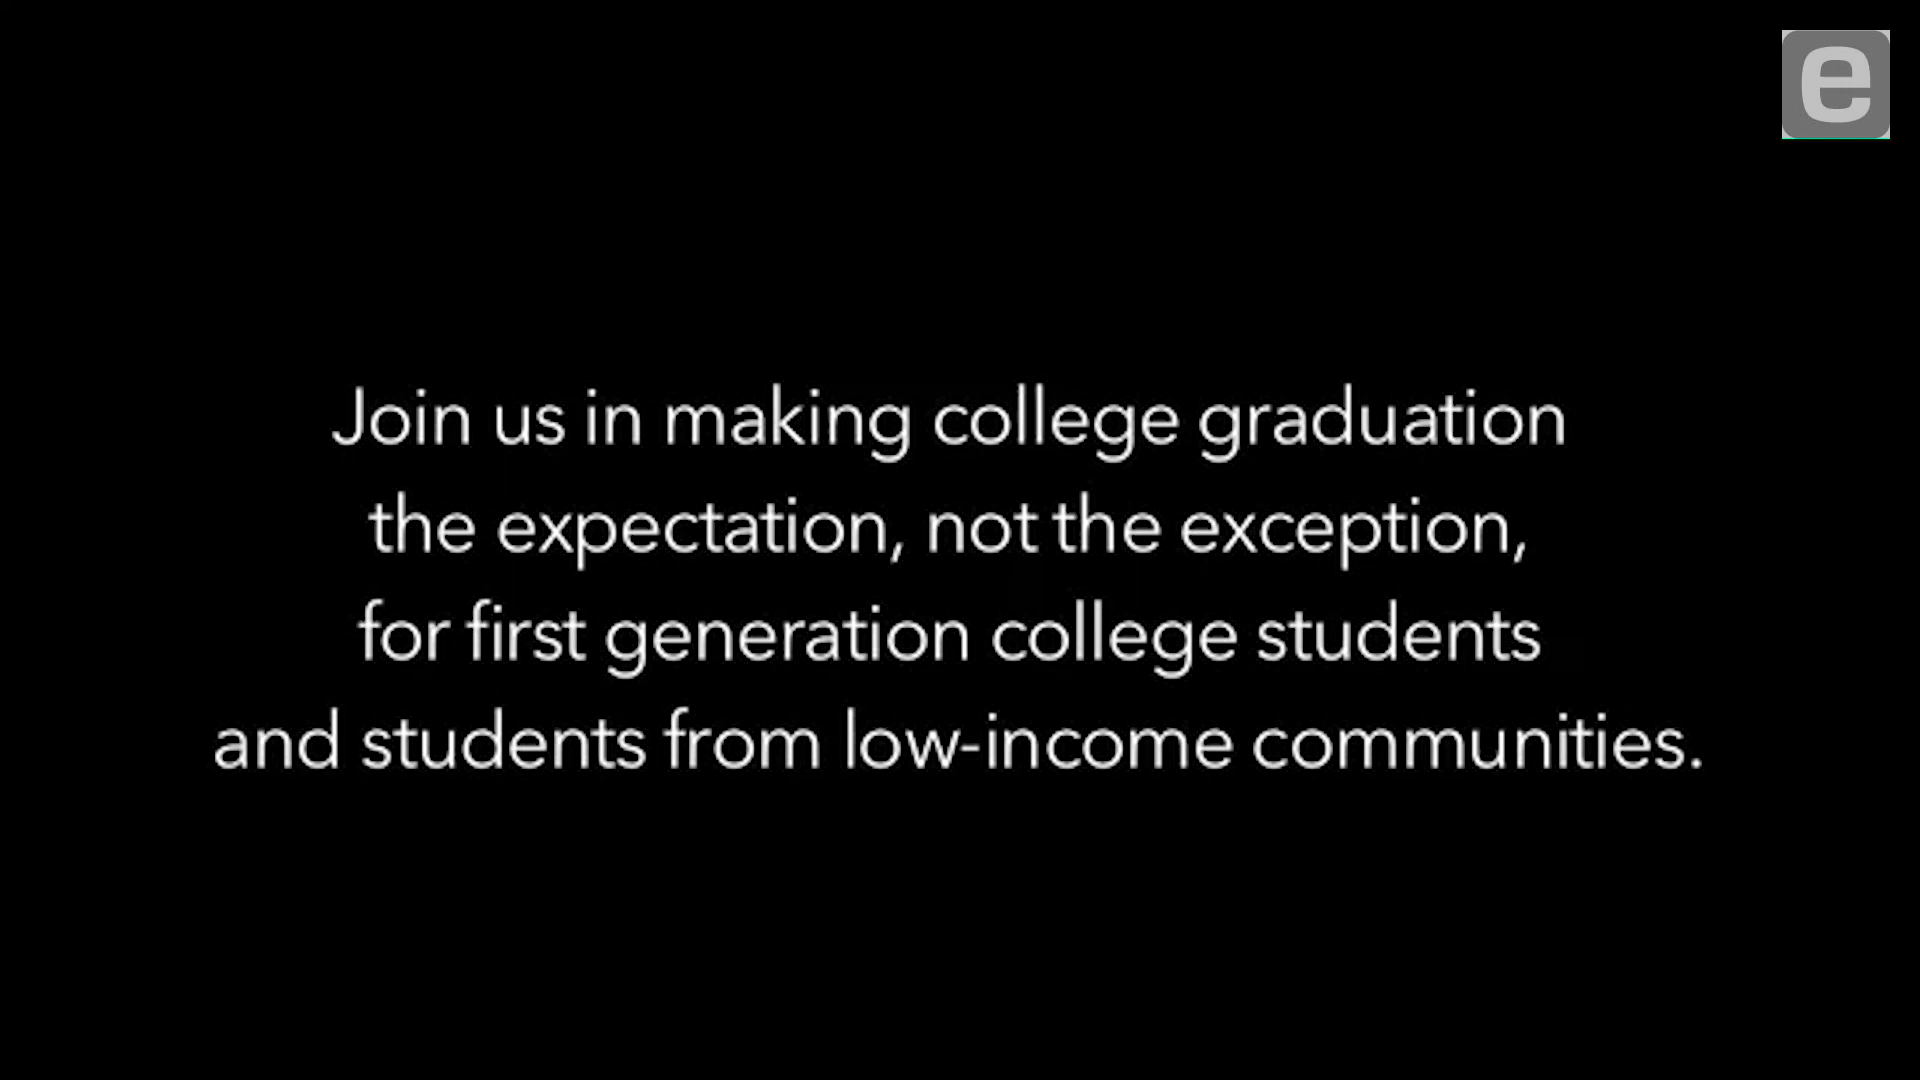 e
Join us in making college graduation
the expectation, not the exception,
for first generation college students
and students from low-income communities.